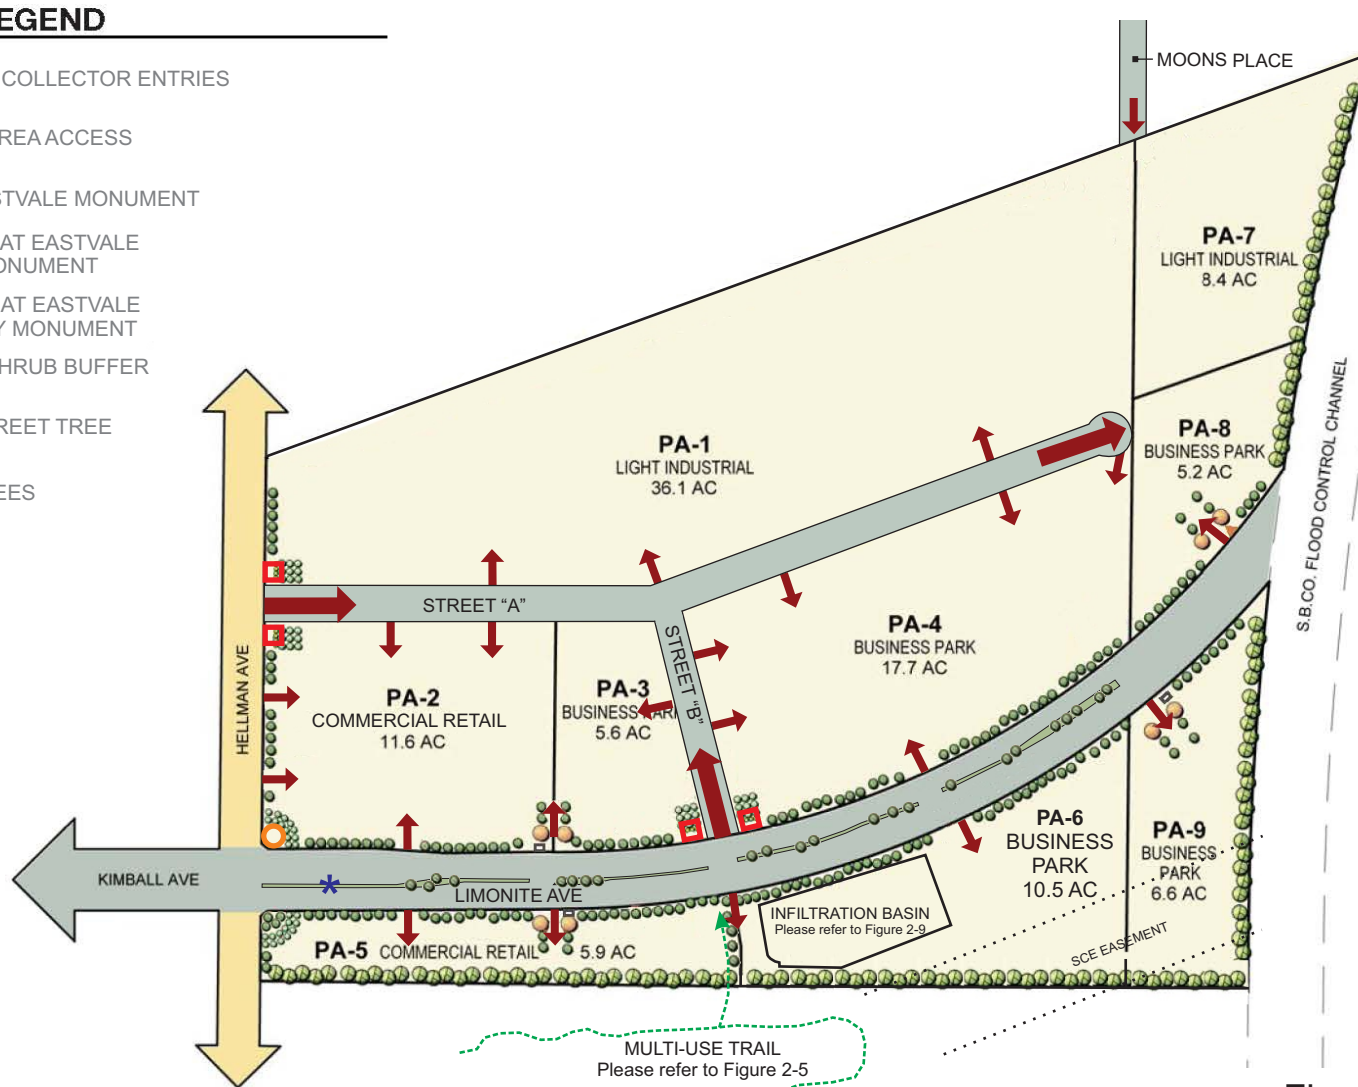 EGEND
COLLECTOR ENTRIES
REA ACCESS
STVALE MONUMENT
AT EASTVALE
ONUMENT
AT EASTVALE
Y MONUMENT
HRUB BUFFER
REET TREE
EES
MOONS PLACE
PA-7
LIGHT INDUSTRIAL
8.4 AC
PA-1
LIGHT INDUSTRIAL
36.1 AC
PA-8
BUSINESS PARK
5.2 AC
S.B.CO. FLOOD CONTROL CHANNEL
STREET "A"
STREET "B"
HELLMAN AVE
PA-2
COMMERCIAL RETAIL
11.6 AC
PA-3
BUSINESS PARK
5.6 AC
PA-4
BUSINESS PARK
17.7 AC
PA-6
BUSINESS
PARK
10.5 AC
PA-9
BUSINESS
PARK
6.6 AC
KIMBALL AVE
LIMONITE AVE
INFILTRATION BASIN
Please refer to Figure 2-9
PA-5 COMMERCIAL RETAIL 5.9 AC
SCE EASEMENT
MULTI-USE TRAIL
Please refer to Figure 2-5